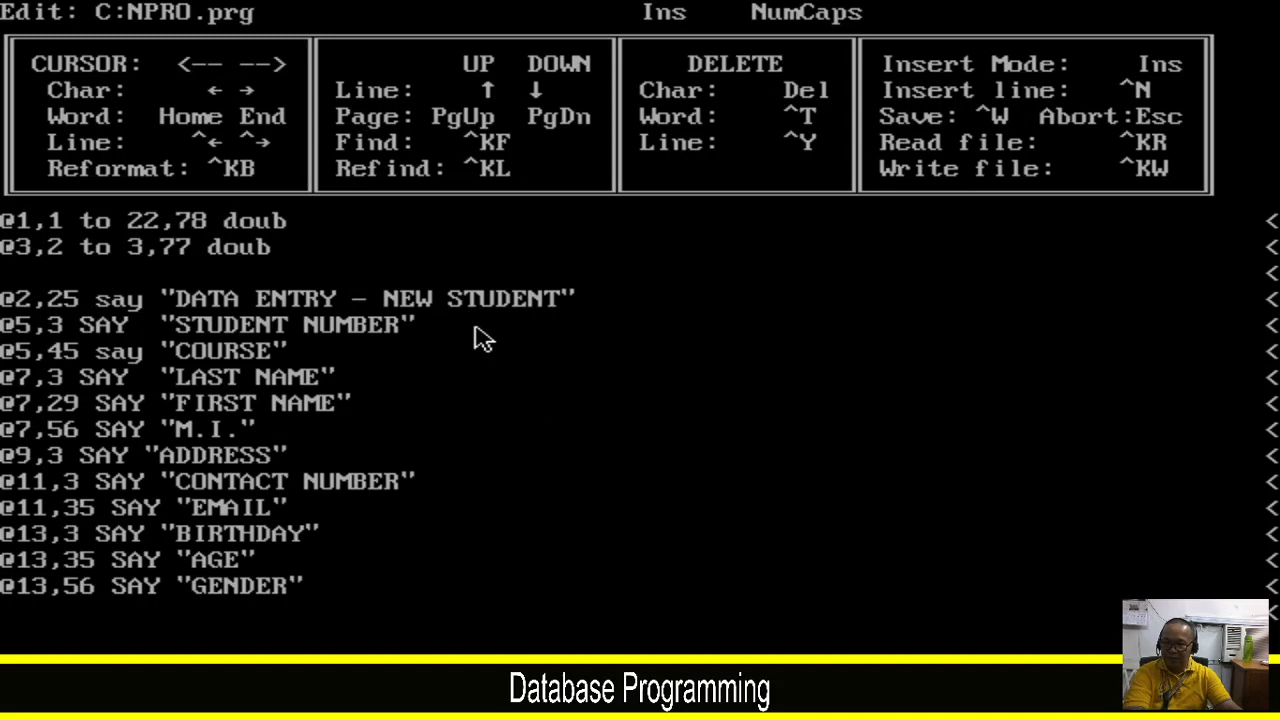 Edit: C:NPRO.prg Ins NumCaps
CURSOR: <-- --> UP DOWN DELETE Insert Mode: Ins
Char: ← → Line: ↑ ↓ Char: Del Insert line: ^N
Word: Home End Page: PgUp PgDn Word: ^T Save: ^W Abort:Esc
Line: ^← ^→ Find: ^KF Line: ^Y Read file: ^KR
Reformat: ^KB Refind: ^KL Write file: ^KW
@1,1 to 22,78 doub <
@3,2 to 3,77 doub <
<
@2,25 say "DATA ENTRY - NEW STUDENT" <
@5,3 SAY "STUDENT NUMBER" <
@5,45 say "COURSE" <
@7,3 SAY "LAST NAME" <
@7,29 SAY "FIRST NAME" <
@7,56 SAY "M.I." <
@9,3 SAY "ADDRESS" <
@11,3 SAY "CONTACT NUMBER" <
@11,35 SAY "EMAIL" <
@13,3 SAY "BIRTHDAY" <
@13,35 SAY "AGE" <
@13,56 SAY "GENDER" <
<
Database Programming